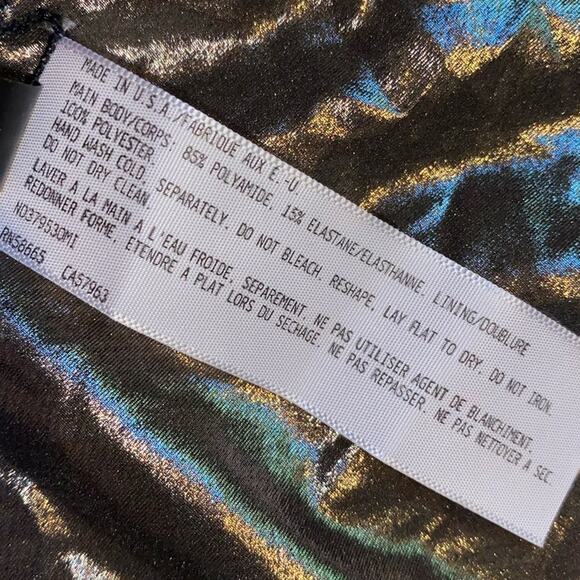 MADE IN U.S.A./FABRIQUE AUX E.-U
MAIN BODY/CORPS: 85% POLYAMIDE, 15% ELASTANE/ELASTHANNE. LINING/DOUBLURE
100% POLYESTER
HAND WASH COLD. SEPARATELY. DO NOT BLEACH. RESHAPE. LAY FLAT TO DRY. DO NOT IRON.
DO NOT DRY CLEAN.
LAVER A LA MAIN A L'EAU FROIDE, SEPAREMENT. NE PAS UTILISER AGENT DE BLANCHIMENT.
REDONNER FORME. ETENDRE A PLAT LORS DU SECHAGE. NE PAS REPASSER. NE PAS NETTOYER A SEC.
NO379530MI
RN58665 CA57963